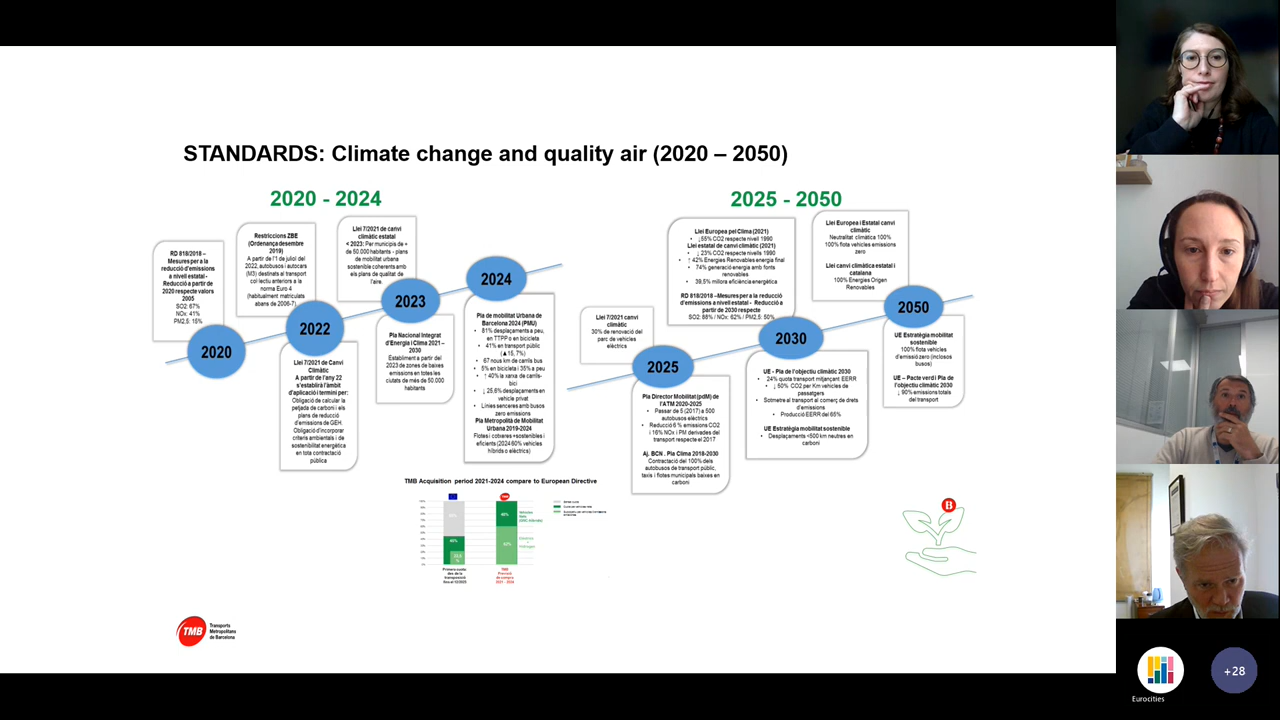 STANDARDS: Climate change and quality air (2020 – 2050)
2020 - 2024
2025 - 2050
RD 818/2018 –
Mesures per a la
reducció d'emissions
a nivell estatal -
Reducció a partir de
2020 respecte valors
2005
SO2: 67%
NOx: 41%
PM2,5: 15%
2020
Restriccions ZBE
(Ordenança desembre
2019)
A partir de l'1 de juliol del
2022, autobusos i autocars
(M3) destinats al transport
col·lectiu anteriors a la
norma Euro 4
(habitualment matriculats
abans de 2006-7)
2022
Llei 7/2021 de Canvi
Climàtic
A partir de l'any 22
s'establirà l'àmbit
d'aplicació i termini per:
Obligació de calcular la
petjada de carboni i els
plans de reducció
d'emissions de GEH.
Obligació d'incorporar
criteris ambientals i de
sostenibilitat energètica
en tota contractació
pública
Llei 7/2021 de canvi
climàtic estatal
< 2023: Per municipis de +
de 50.000 habitants - plans
de mobilitat urbana
sostenible coherents amb
els plans de qualitat de
l'aire.
2023
Pla Nacional Integrat
d'Energia i Clima 2021 –
2030
Establiment a partir del
2023 de zones de baixes
emissions en totes les
ciutats de més de 50.000
habitants
2024
Pla de mobilitat Urbana de
Barcelona 2024 (PMU)
• 81% desplaçaments a peu,
en TTPP o en bicicleta
• 41% en transport públic
(▲15,7%)
• 67 nous km de carrils bus
• 5% en bicicleta i 35% a peu
• ↑ 40% la xarxa de carrils-
bici
• ↓ 25,6% desplaçaments en
vehicle privat
• Línies senceres amb busos
zero emissions
Pla Metropolità de Mobilitat
Urbana 2019-2024
Flotes i cotxeres +sostenibles i
eficients (2024 60% vehicles
híbrids o elèctrics)
Llei 7/2021 canvi
climàtic
30% de renovació del
parc de vehicles
elèctrics
2025
Pla Director Mobilitat (pdM) de
l'ATM 2020-2025
• Passar de 5 (2017) a 500
autobusos elèctrics
• Reducció 6 % emissions CO2
i 16% NOx i PM derivades del
transport respecte el 2017
Aj. BCN . Pla Clima 2018-2030
Contractació del 100% dels
autobusos de transport públic,
taxis i flotes municipals baixes en
carboni
Llei Europea pel Clima (2021)
• ↓55% CO2 respecte nivell 1990
Llei estatal de canvi climàtic (2021)
• ↓ 23% CO2 respecte nivells 1990
• ↑ 42% Energies Renovables energia final
• 74% generació energia amb fonts
renovables
• 39,5% millora eficiència energètica
RD 818/2018 –Mesures per a la reducció
d'emissions a nivell estatal - Reducció a
partir de 2030 respecte
SO2: 88% / NOx: 62% / PM2,5: 50%
2030
UE - Pla de l'objectiu climàtic 2030
• 24% quota transport mitjançant EERR
• ↓ 50% CO2 per Km vehicles de
passatgers
• Sotmetre al transport al comerç de drets
d'emissions
• Producció EERR del 65%
UE Estratègia mobilitat sostenible
• Desplaçaments <500 km neutres en
carboni
Llei Europea i Estatal canvi
climàtic
Neutralitat climàtica 100%
100% flota vehicles emissions
zero
Llei canvi climàtica estatal i
catalana
100% Energies Origen
Renovables
2050
UE Estratègia mobilitat
sostenible
100% flota vehicles
d'emissió zero (inclosos
busos)
UE – Pacte verd i Pla de
l'objectiu climàtic 2030
↓ 90% emissions totals
del transport
TMB Acquisition period 2021-2024 compare to European Directive
TMB
Transports
Metropolitans
de Barcelona
B
Eurocities
+28